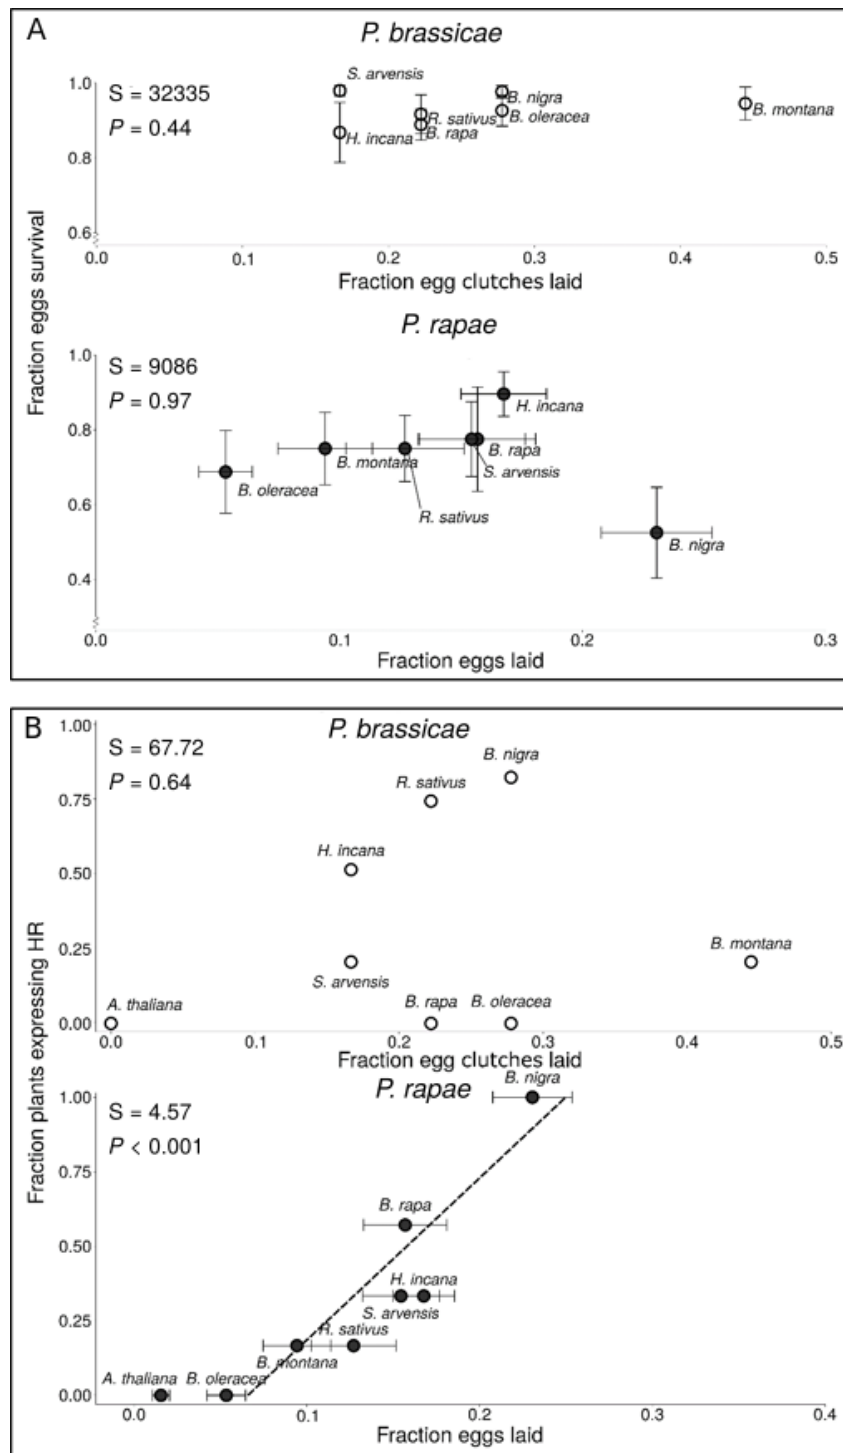 A
P. brassicae
S = 32335
P = 0.44
S. arvensis
H. incana
R. sativus
B. rapa
B. nigra
B. oleracea
B. montana
1.0
0.8
0.6
0.0
0.1
0.2
0.3
0.4
0.5
Fraction egg clutches laid
Fraction eggs survival
P. rapae
S = 9086
P = 0.97
H. incana
B. rapa
S. arvensis
B. montana
R. sativus
B. oleracea
B. nigra
1.0
0.8
0.6
0.4
0.0
0.1
0.2
0.3
Fraction eggs laid
B
P. brassicae
S = 67.72
P = 0.64
B. nigra
R. sativus
H. incana
S. arvensis
B. montana
A. thaliana
B. rapa
B. oleracea
1.00
0.75
0.50
0.25
0.00
0.0
0.1
0.2
0.3
0.4
0.5
Fraction egg clutches laid
Fraction plants expressing HR
P. rapae
S = 4.57
P < 0.001
B. nigra
B. rapa
H. incana
S. arvensis
R. sativus
B. montana
A. thaliana
B. oleracea
1.00
0.75
0.50
0.25
0.00
0.0
0.1
0.2
0.3
0.4
Fraction eggs laid